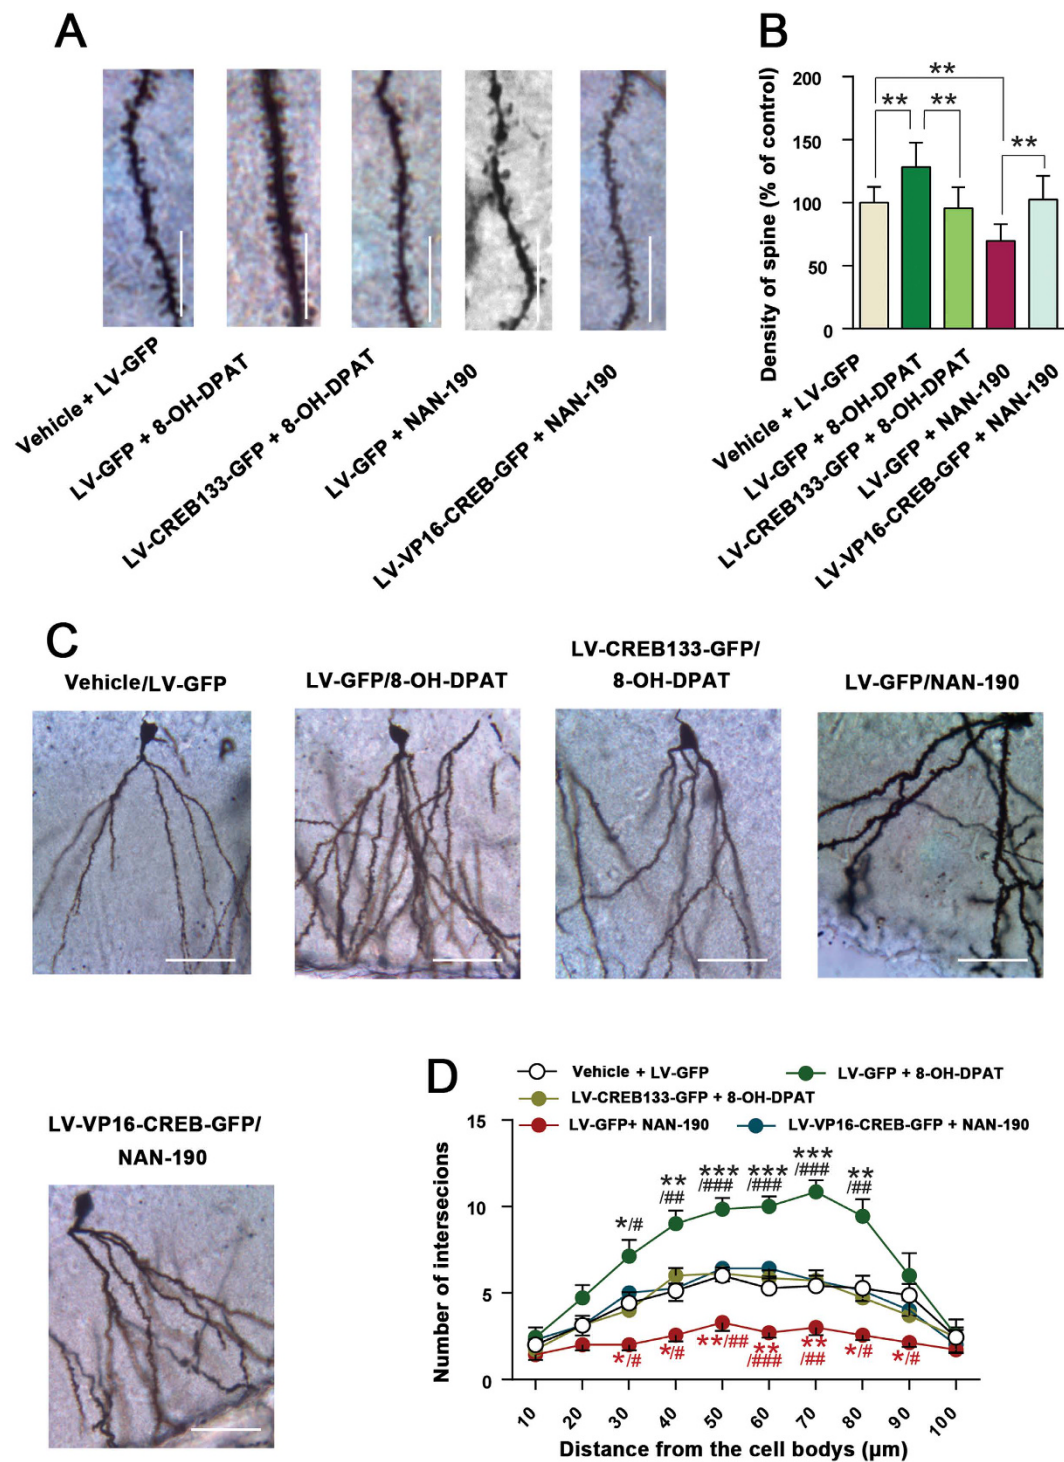 A
Vehicle + LV-GFP
LV-GFP + 8-OH-DPAT
LV-CREB133-GFP + 8-OH-DPAT
LV-GFP + NAN-190
LV-VP16-CREB-GFP + NAN-190
B
Density of spine (% of control)
200
150
100
50
0
**
** **
**
Vehicle + LV-GFP
LV-GFP + 8-OH-DPAT
LV-CREB133-GFP + 8-OH-DPAT
LV-GFP + NAN-190
LV-VP16-CREB-GFP + NAN-190
C
Vehicle/LV-GFP
LV-GFP/8-OH-DPAT
LV-CREB133-GFP/
8-OH-DPAT
LV-GFP/NAN-190
LV-VP16-CREB-GFP/
NAN-190
D
Vehicle + LV-GFP
LV-GFP + 8-OH-DPAT
LV-CREB133-GFP + 8-OH-DPAT
LV-GFP+ NAN-190
LV-VP16-CREB-GFP + NAN-190
Number of intersecions
15
10
5
0
*/#
**
/##
***
/###
***
/###
***
/###
**
/##
*/#
*/#
**/##
**
/###
**
/##
*/#
*/#
10 20 30 40 50 60 70 80 90 100
Distance from the cell bodys (μm)